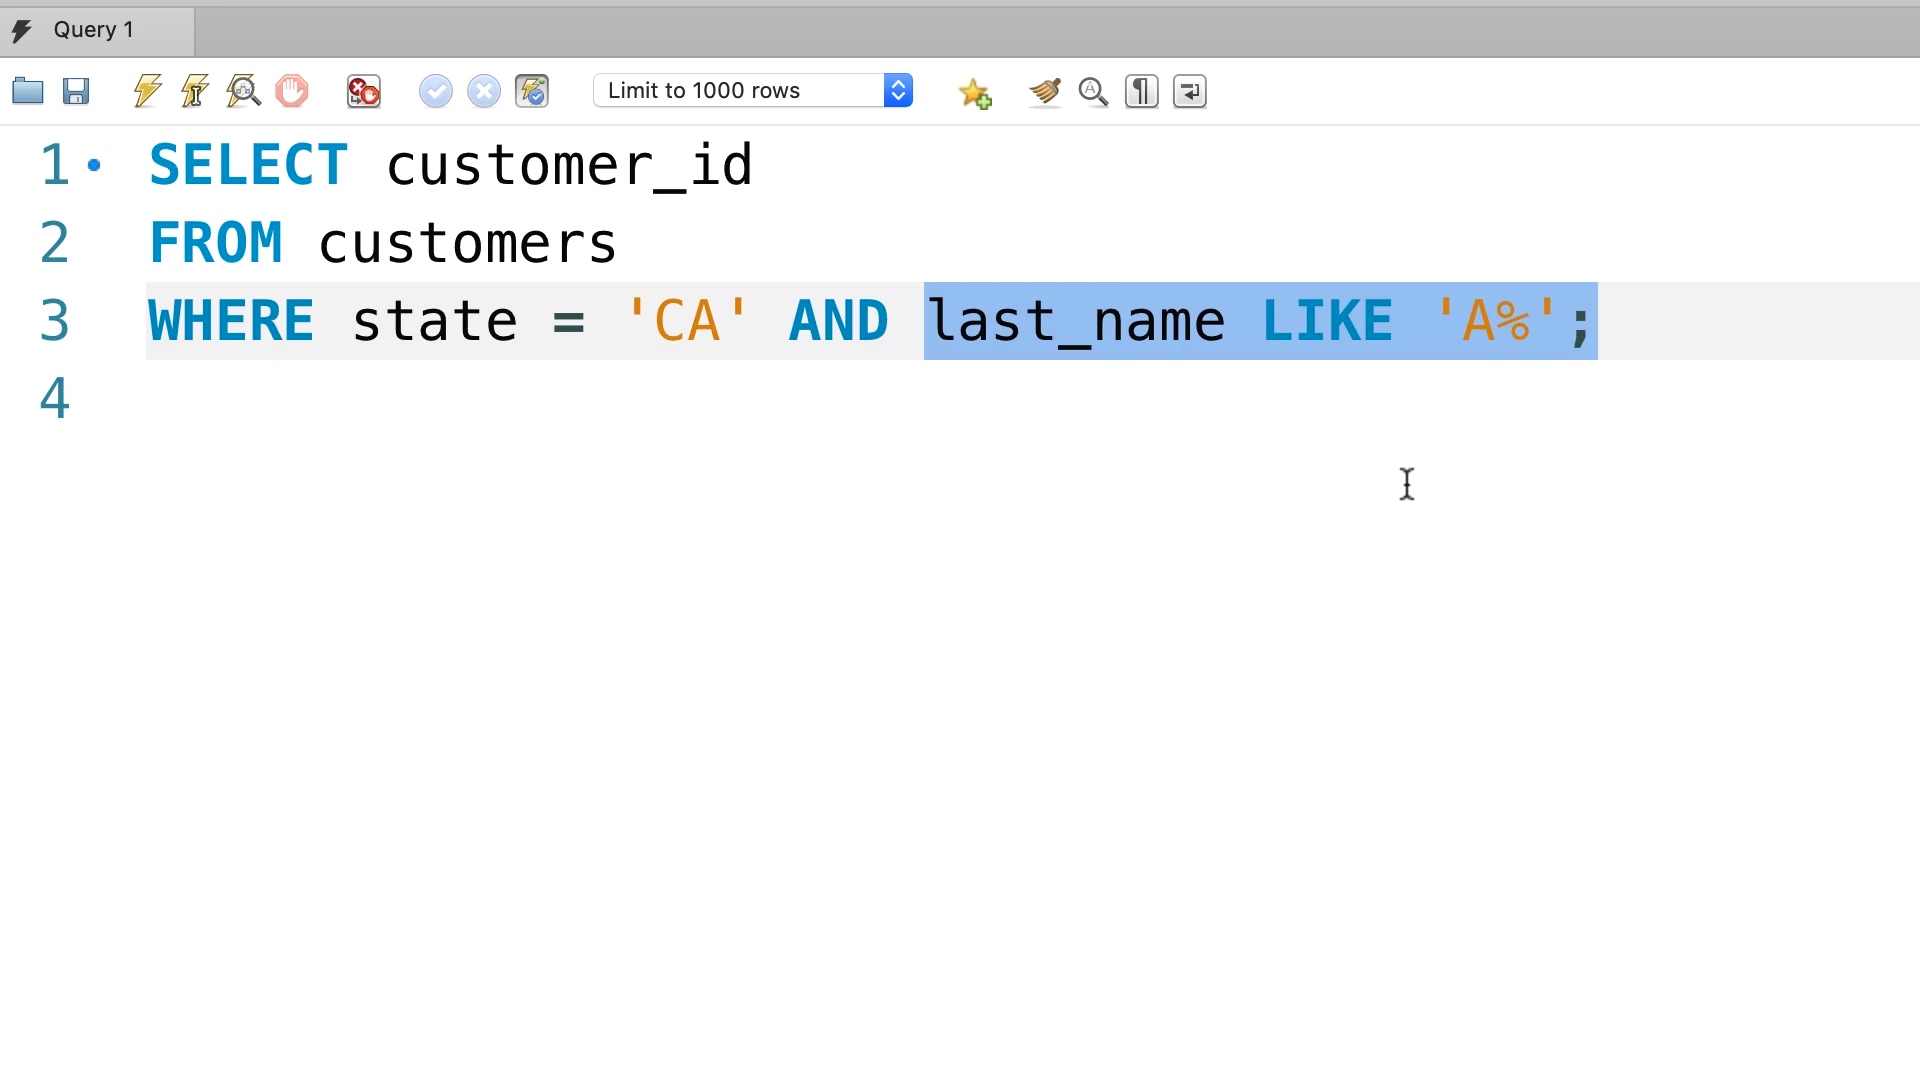 Query 1
Limit to 1000 rows
1 SELECT customer_id
2 FROM customers
3 WHERE state = 'CA' AND last_name LIKE 'A%';
4